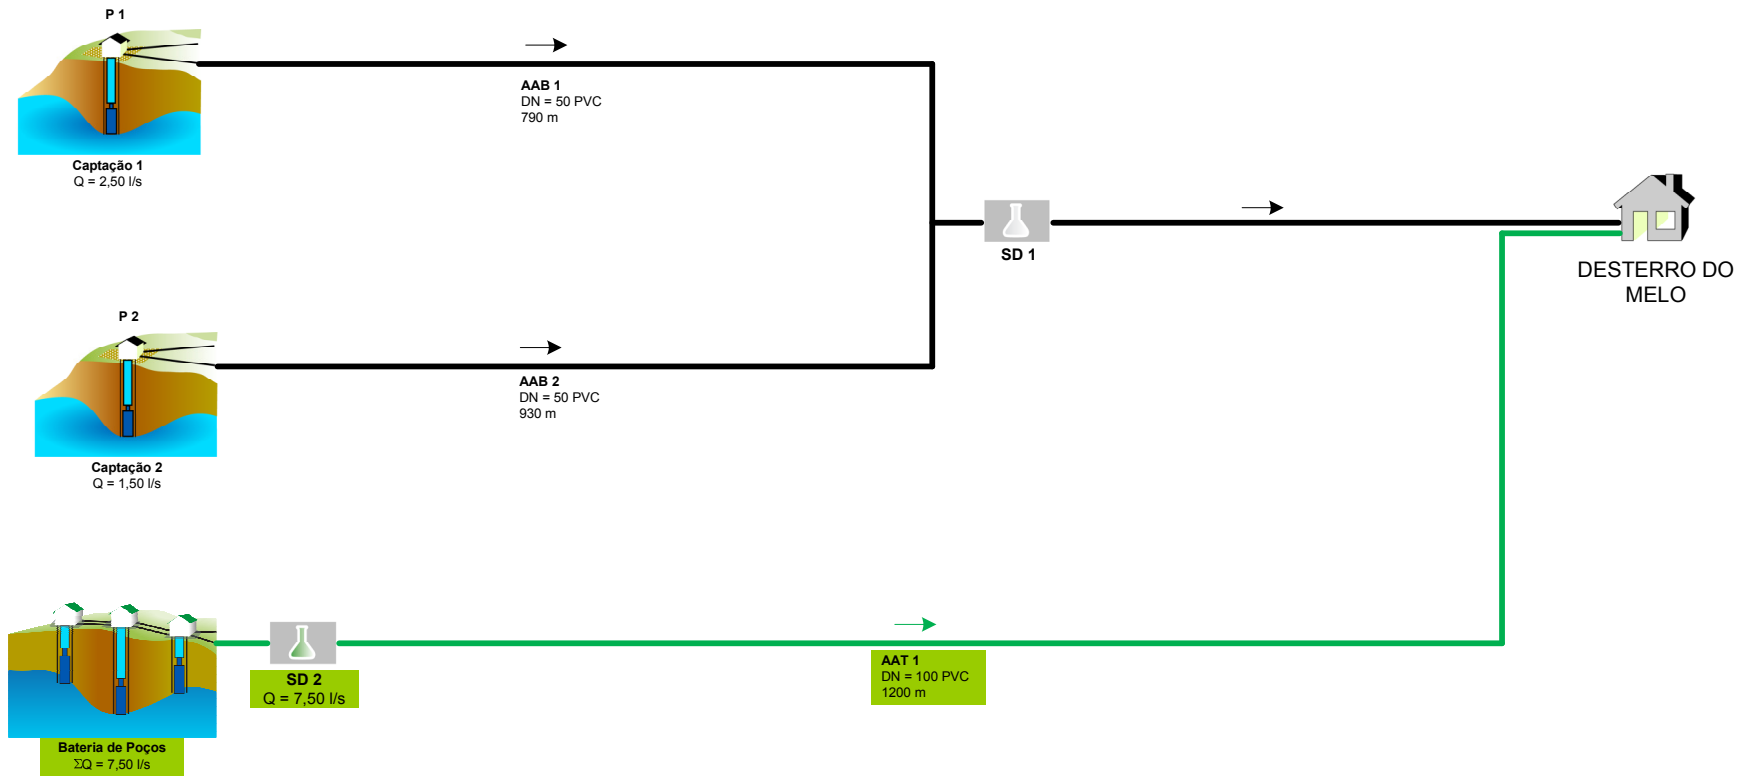 P 1
AAB 1
DN = 50 PVC
790 m
Captação 1
Q = 2,50 l/s
SD 1
DESTERRO DO
MELO
P 2
AAB 2
DN = 50 PVC
930 m
Captação 2
Q = 1,50 l/s
SD 2
Q = 7,50 l/s
AAT 1
DN = 100 PVC
1200 m
Bateria de Poços
ΣQ = 7,50 l/s